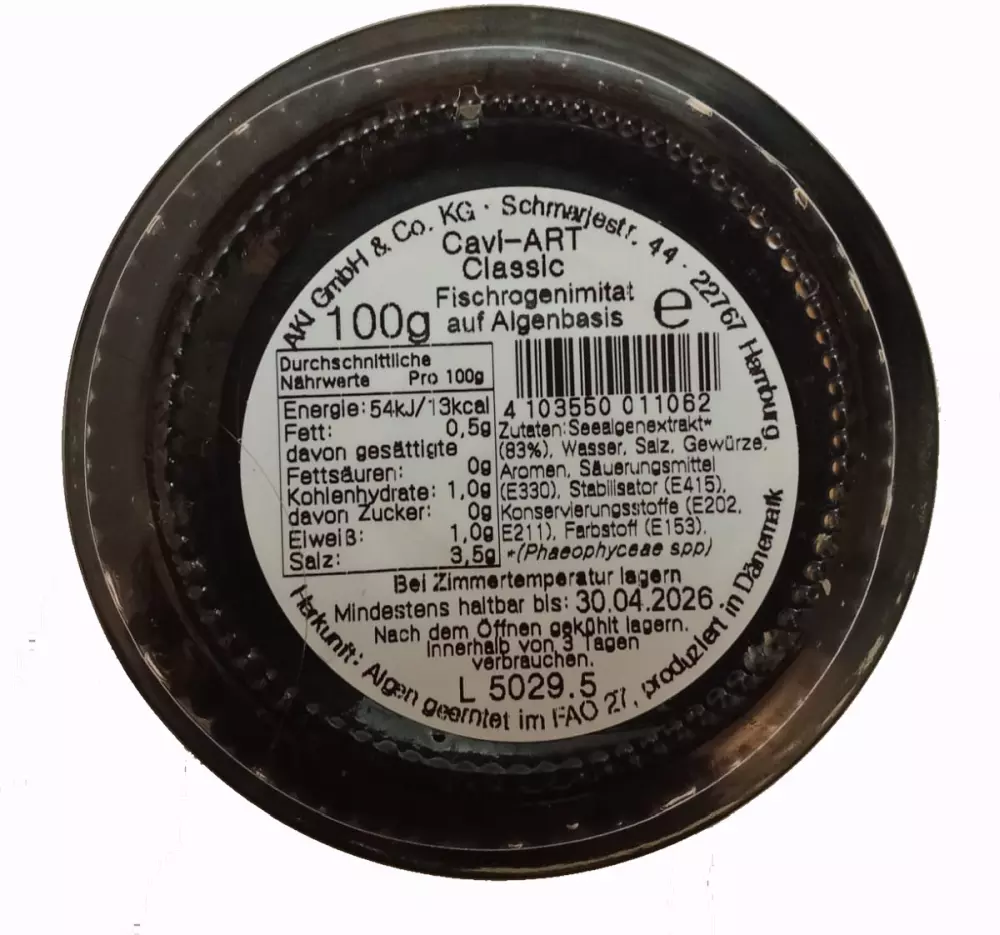 AKI GmbH & Co. KG · Schmarjestr. 44 · 22767 Hamburg
Cavi-ART
Classic
Fischrogenimitat
auf Algenbasis
100g
e
Durchschnittliche
Nährwerte Pro 100g
Energie: 54kJ/13kcal
Fett: 0,5g
davon gesättigte
Fettsäuren: 0g
Kohlenhydrate: 1,0g
davon Zucker: 0g
Eiweiß: 1,0g
Salz: 3,5g
4 103550 011062
Zutaten: Seealgenextrakt*
(83%), Wasser, Salz, Gewürze,
Aromen, Säuerungsmittel
(E330), Stabilisator (E415),
Konservierungsstoffe (E202,
E211), Farbstoff (E153).
*(Phaeophyceae spp)
Bei Zimmertemperatur lagern
Mindestens haltbar bis: 30.04.2026
Nach dem Öffnen gekühlt lagern.
Innerhalb von 3 Tagen
verbrauchen.
L 5029.5
Herkunft: Algen geerntet im FAO 27, produziert in Dänemark